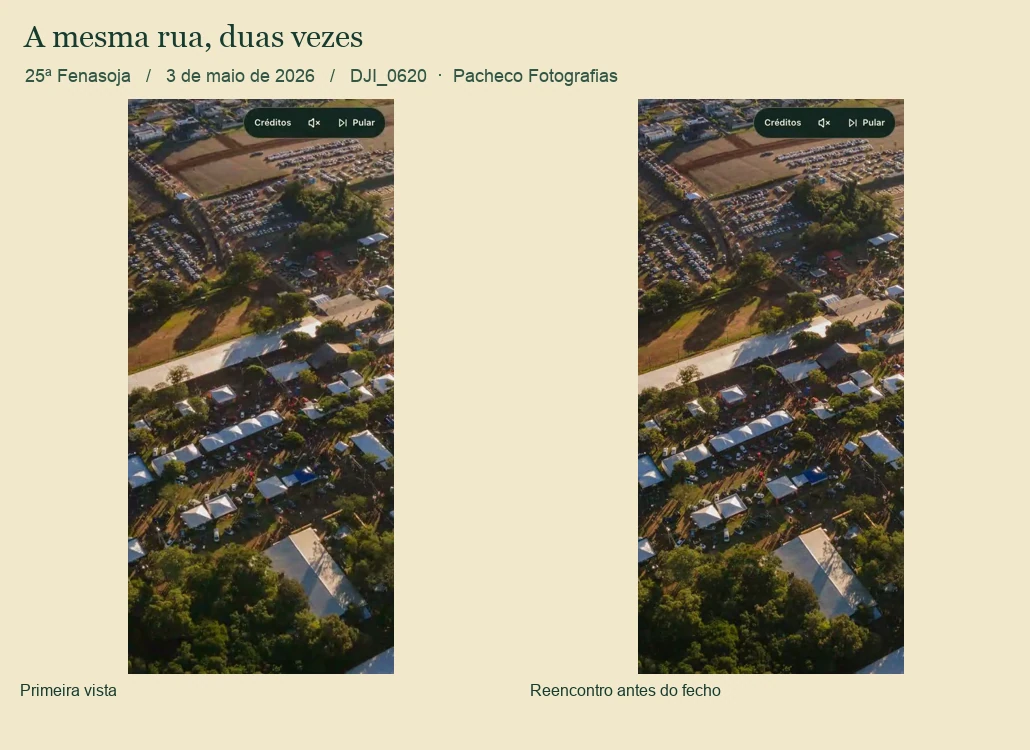 A mesma rua, duas vezes
25ª Fenasoja / 3 de maio de 2026 / DJI_0620 · Pacheco Fotografias
Créditos Pular
Créditos Pular
Primeira vista
Reencontro antes do fecho